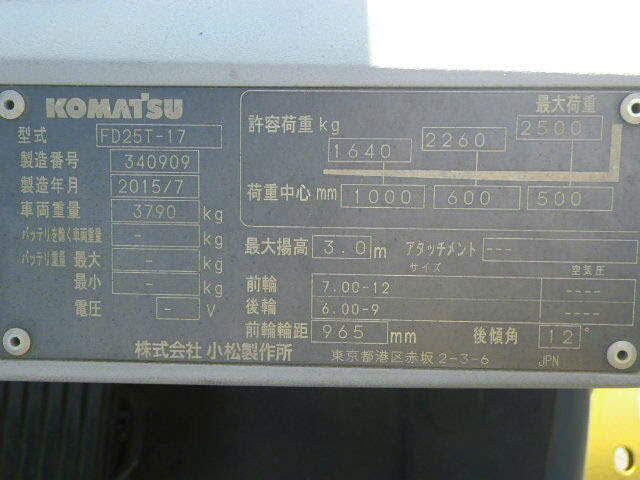 KOMATSU
型式 FD25T-17
製造番号 340909
製造年月 2015/7
車両重量 3790 kg
バッテリを除く車両重量 - kg
バッテリ重量 最大 - kg
最小 - kg
電圧 - V
最大荷重
許容荷重 kg 1640 2260 2500
荷重中心 mm 1000 600 500
最大揚高 3.0 m アタッチメント ---
サイズ 空気圧
前輪 7.00-12 ----
後輪 6.00-9 ----
前輪輪距 965 mm 後傾角 12°
株式会社 小松製作所 東京都港区赤坂2-3-6 JPN